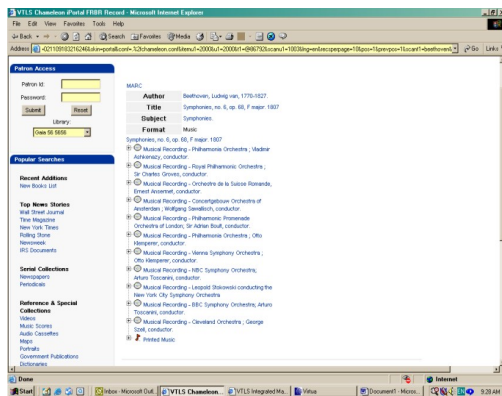 VTLS Chameleon iPortal FRBR Record - Microsoft Internet Explorer
File Edit View Favorites Tools Help
Back Search Favorites Media
Address Go Links
Patron Access
Patron Id:
Password:
Submit Reset
Library:
Popular Searches
Recent Additions
New Books List
Top News Stories
Wall Street Journal
Time Magazine
New York Times
Rolling Stone
Newsweek
IRS Documents
Serial Collections
Newspapers
Periodicals
Reference & Special
Collections
Videos
Music Scores
Audio Cassettes
Maps
Portraits
Government Publications
Dictionaries
MARC
Author Beethoven, Ludwig van, 1770-1827.
Title Symphonies, no. 6, op. 68, F major. 1807
Subject Symphonies.
Format Music
Symphonies, no. 6, op. 68, F major. 1807
Musical Recording - Philharmonia Orchestra ; Vladimir
Ashkenazy, conductor.
Musical Recording - Royal Philharmonic Orchestra ;
Sir Charles Groves, conductor.
Musical Recording - Orchestre de la Suisse Romande,
Ernest Ansermet, conductor.
Musical Recording - Concertgebouw Orchestra of
Amsterdam ; Wolfgang Sawallisch, conductor.
Musical Recording - Philharmonic Promenade
Orchestra of London; Sir Adrian Boult, conductor.
Musical Recording - Philharmonia Orchestra ; Otto
Klemperer, conductor.
Musical Recording - Vienna Symphony Orchestra ;
Otto Klemperer, conductor.
Musical Recording - NBC Symphony Orchestra;
Arturo Toscanini, conductor.
Musical Recording - Leopold Stokowski conducting the
New York City Symphony Orchestra
Musical Recording - BBC Symphony Orchestra; Arturo
Toscanini, conductor.
Musical Recording - Cleveland Orchestra ; George
Szell, conductor.
Printed Music
Done Internet
Start Inbox - Microsoft Outl... VTLS Chameleon... VTLS Integrated Ma... Virtua Document1 - Micros... 9:28 AM